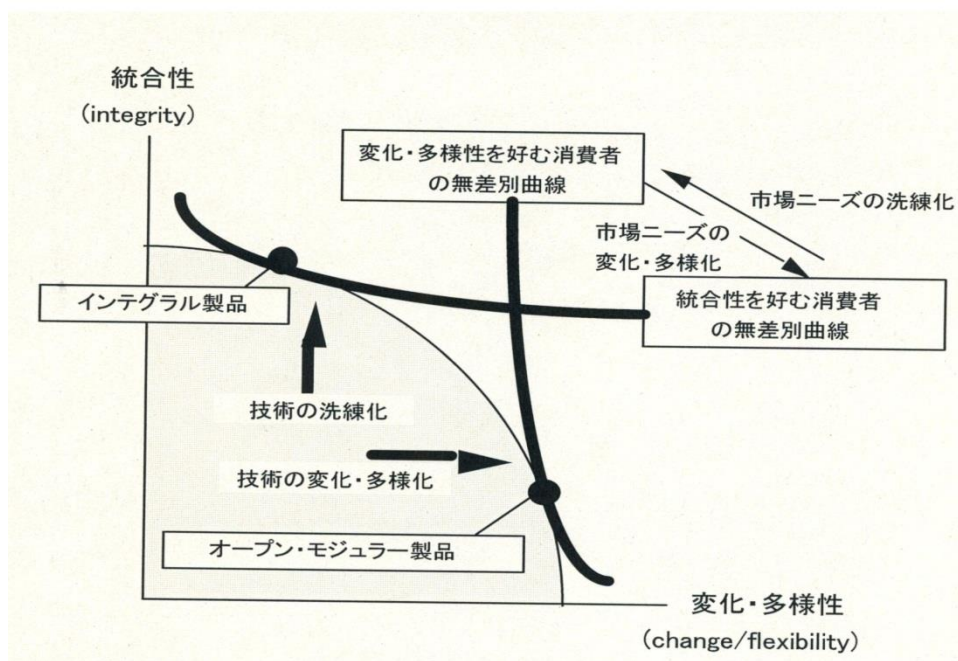 統合性
(integrity)
変化・多様性を好む消費者
の無差別曲線
市場ニーズの洗練化
市場ニーズの
変化・多様化
インテグラル製品
統合性を好む消費者
の無差別曲線
技術の洗練化
技術の変化・多様化
オープン・モジュラー製品
変化・多様性
(change/flexibility)